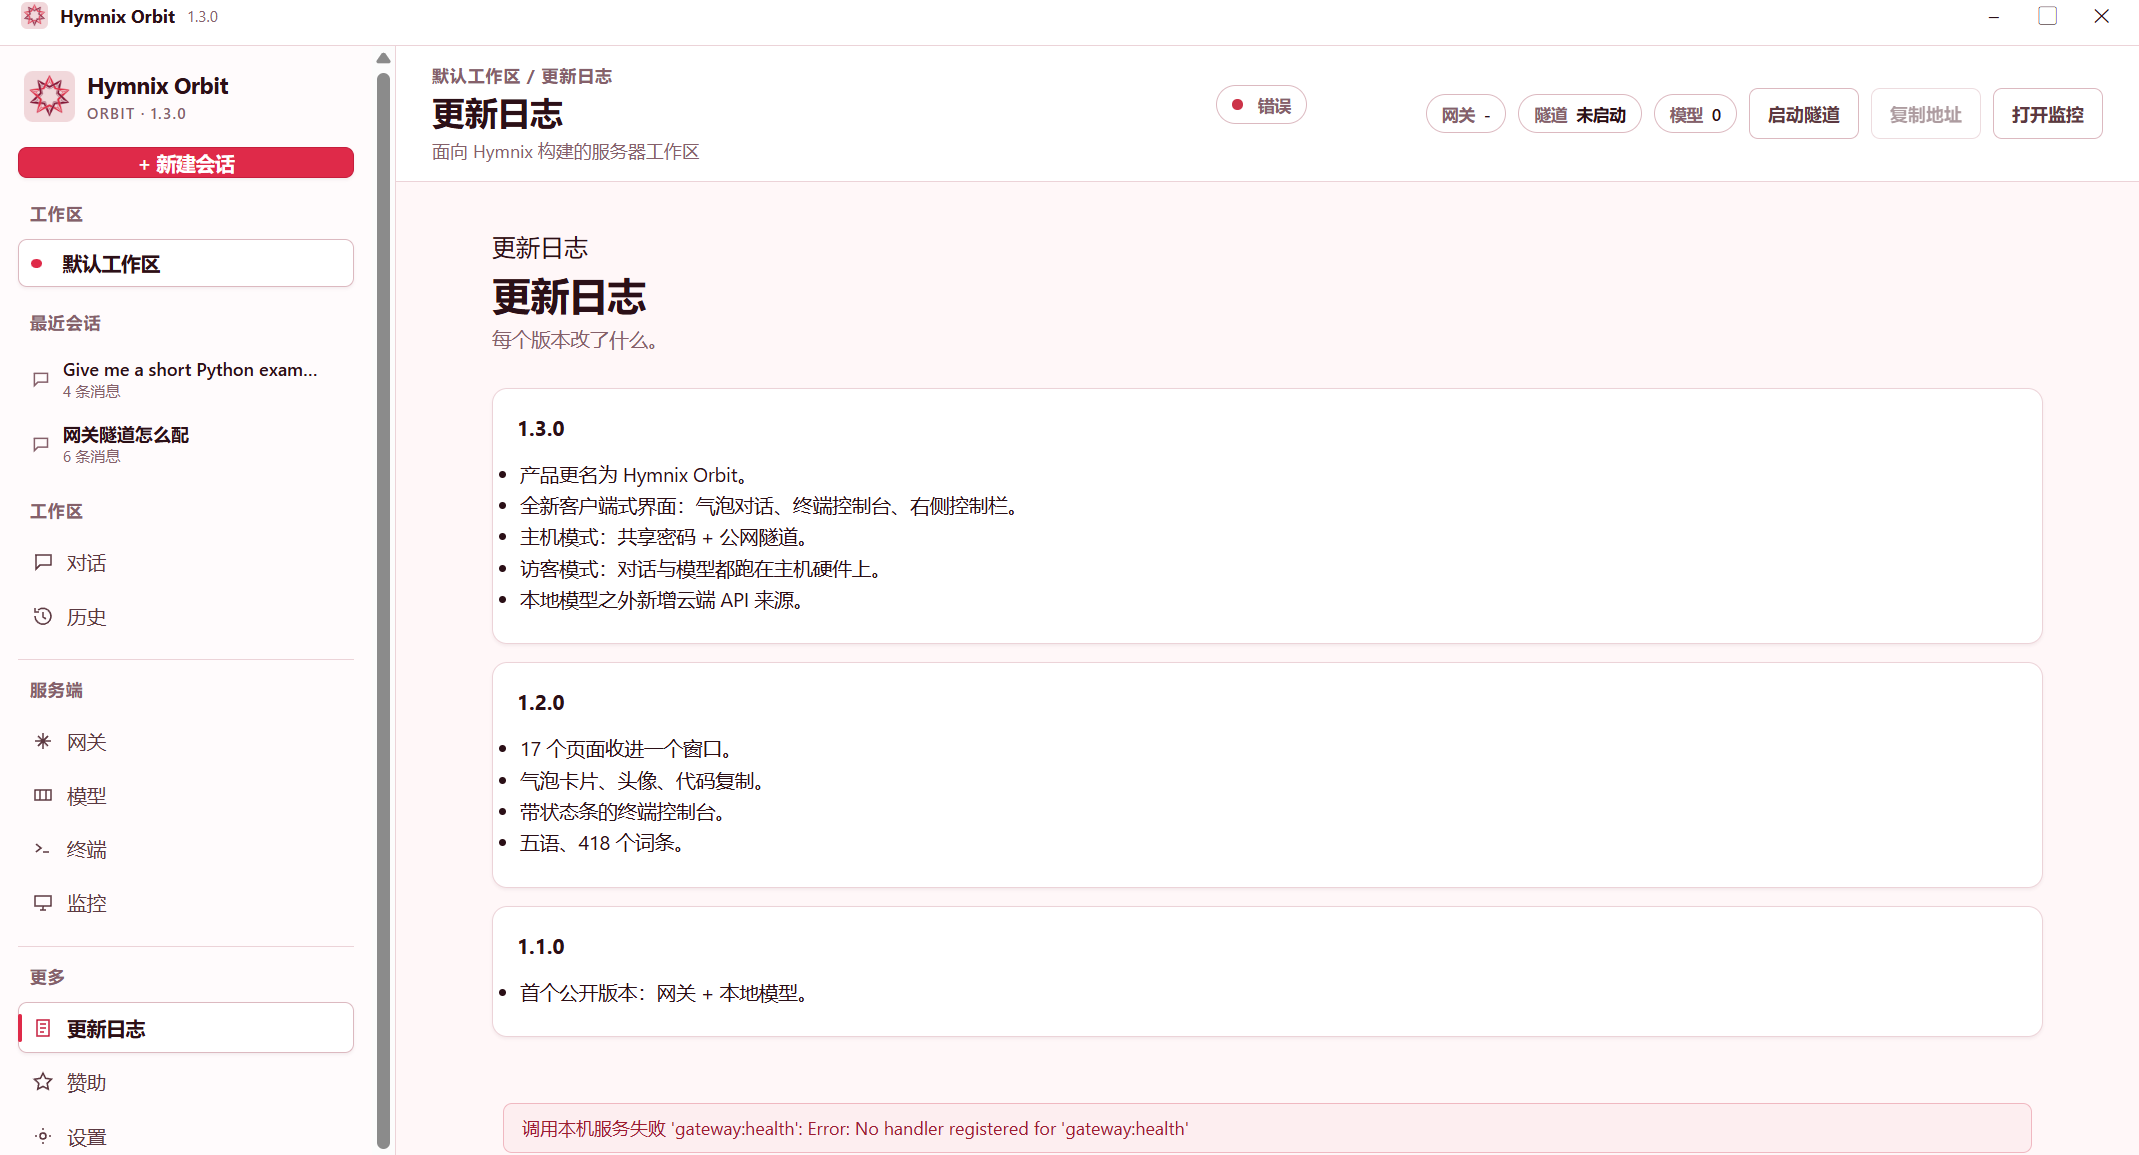 Hymnix Orbit 1.3.0
Hymnix Orbit
ORBIT · 1.3.0
+ 新建会话
工作区
默认工作区
最近会话
Give me a short Python exam...
4 条消息
网关隧道怎么配
6 条消息
工作区
对话
历史
服务端
网关
模型
终端
监控
更多
更新日志
赞助
设置
默认工作区 / 更新日志
更新日志
面向 Hymnix 构建的服务器工作区
错误
网关 -
隧道 未启动
模型 0
启动隧道
复制地址
打开监控
更新日志
更新日志
每个版本改了什么。
1.3.0
产品更名为 Hymnix Orbit。
全新客户端式界面：气泡对话、终端控制台、右侧控制栏。
主机模式：共享密码 + 公网隧道。
访客模式：对话与模型都跑在主机硬件上。
本地模型之外新增云端 API 来源。
1.2.0
17 个页面收进一个窗口。
气泡卡片、头像、代码复制。
带状态条的终端控制台。
五语、418 个词条。
1.1.0
首个公开版本：网关 + 本地模型。
调用本机服务失败 'gateway:health': Error: No handler registered for 'gateway:health'